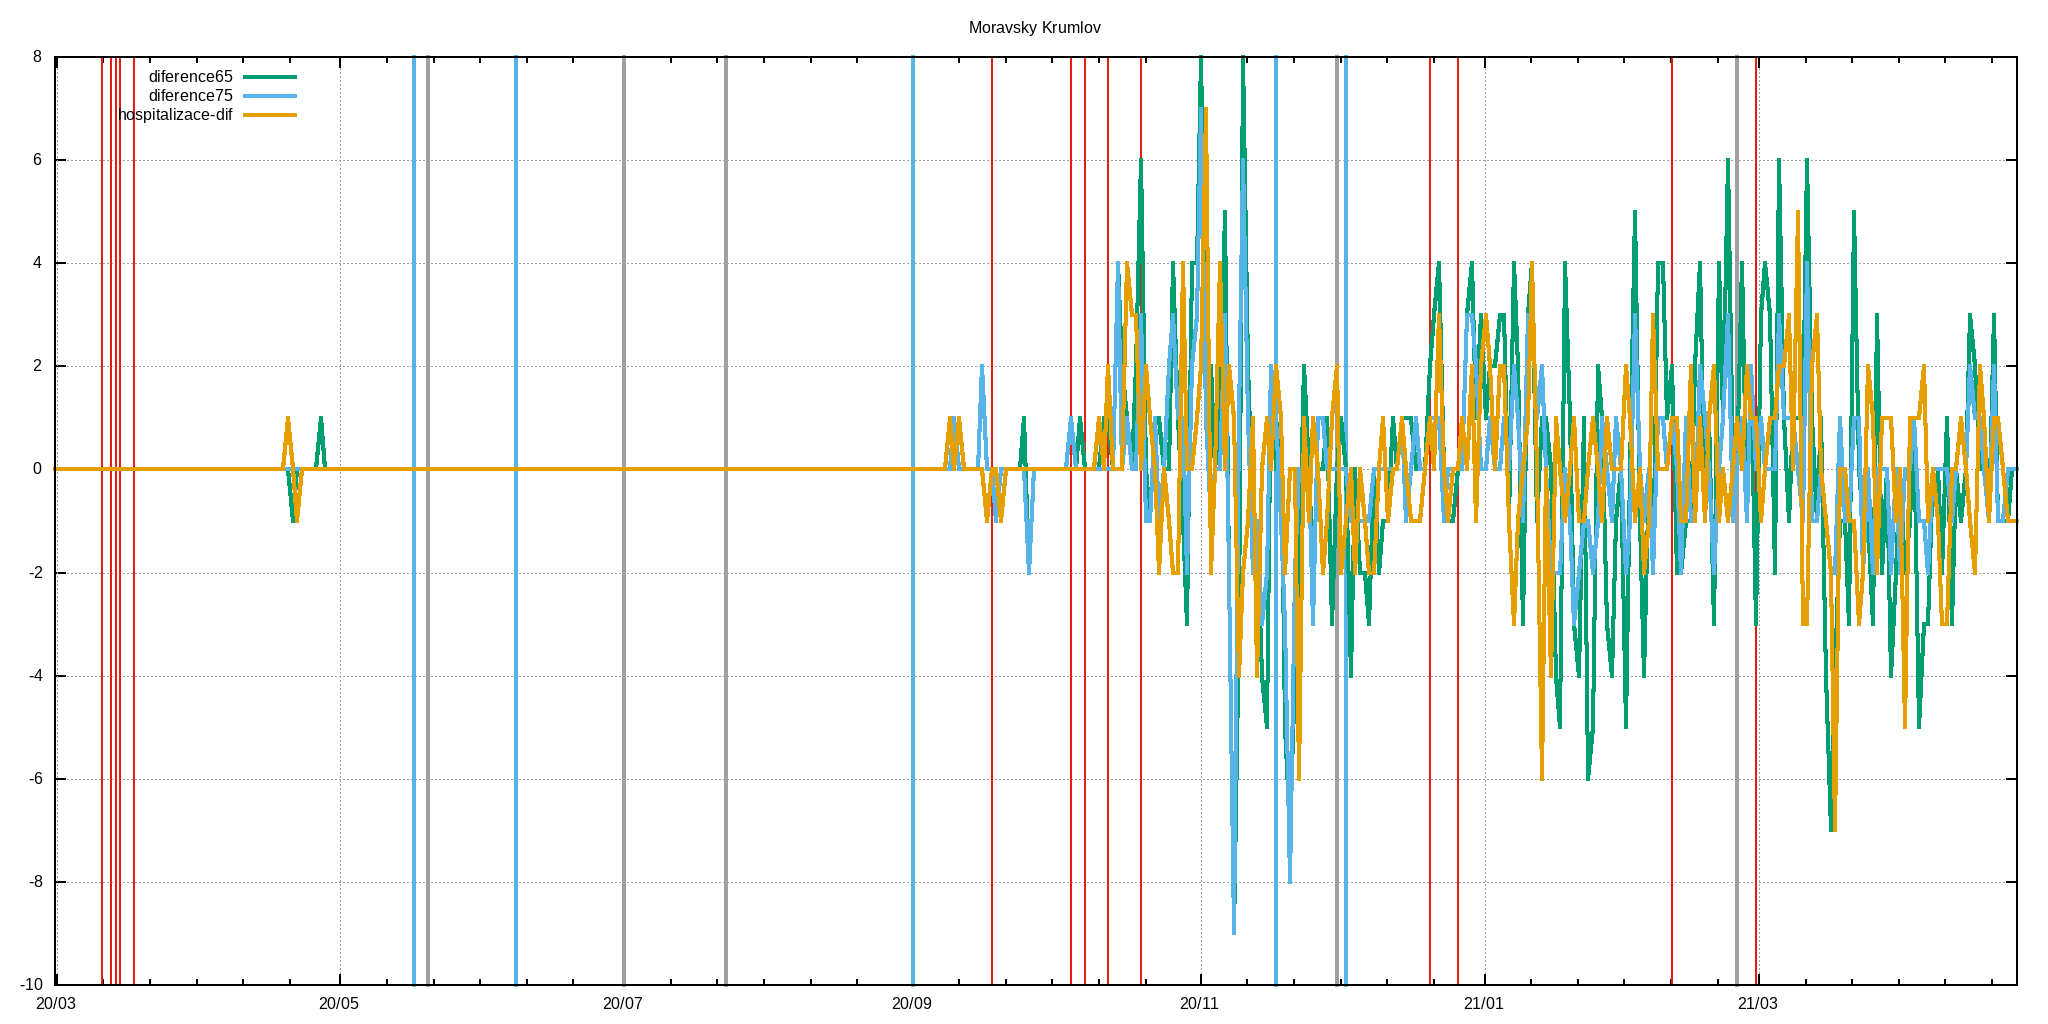 Moravsky Krumlov
diference65
diference75
hospitalizace-dif
8
6
4
2
0
-2
-4
-6
-8
-10
20/03 20/05 20/07 20/09 20/11 21/01 21/03